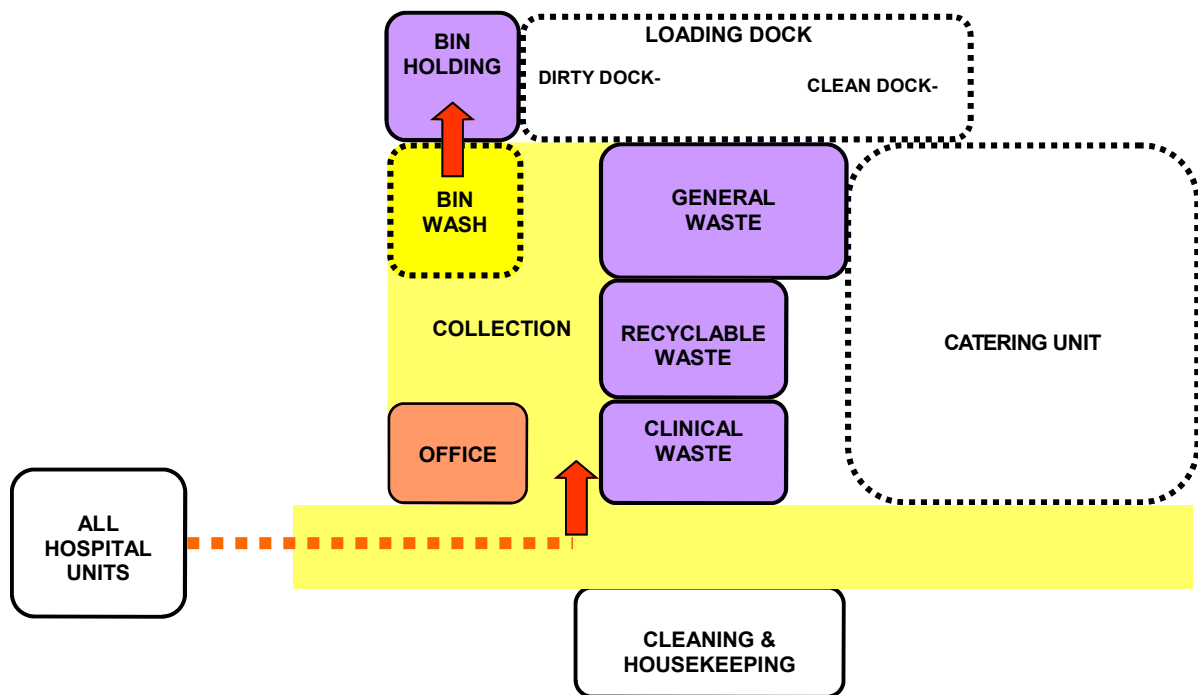 BIN
HOLDING
LOADING DOCK
DIRTY DOCK-
CLEAN DOCK-
BIN
WASH
GENERAL
WASTE
COLLECTION
RECYCLABLE
WASTE
CATERING UNIT
OFFICE
CLINICAL
WASTE
ALL
HOSPITAL
UNITS
CLEANING &
HOUSEKEEPING